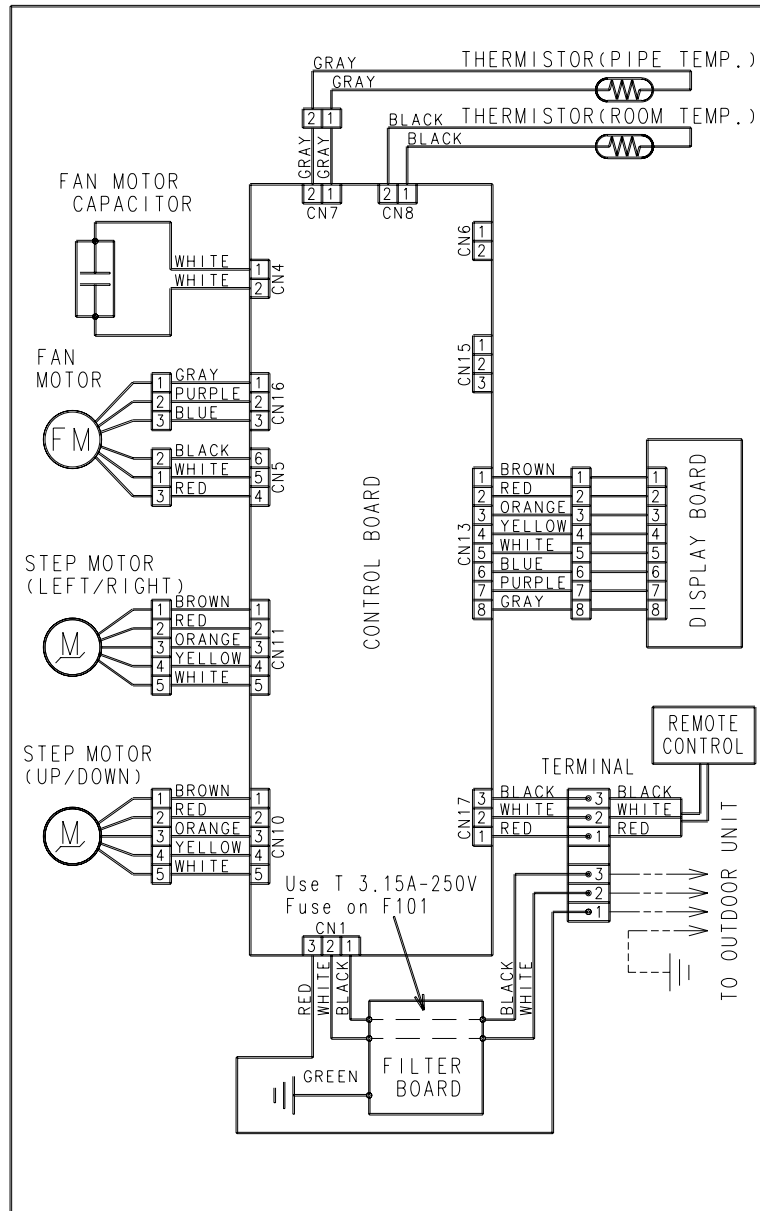 GRAY THERMISTOR(PIPE TEMP.)
GRAY
2 1
BLACK THERMISTOR(ROOM TEMP.)
BLACK
GRAY
GRAY
2 1
CN7
2 1
CN8
FAN MOTOR
CAPACITOR
WHITE 1
WHITE 2
CN4
1
2
CN6
1
2
3
CN15
FAN
MOTOR
FM
1 GRAY 1
2 PURPLE 2
3 BLUE 3
CN16
2 BLACK 6
1 WHITE 5
3 RED 4
CN5
CONTROL BOARD
1 BROWN 1 1
2 RED 2 2
3 ORANGE 3 3
4 YELLOW 4 4
5 WHITE 5 5
6 BLUE 6 6
7 PURPLE 7 7
8 GRAY 8 8
CN13
DISPLAY BOARD
STEP MOTOR
(LEFT/RIGHT)
M
1 BROWN 1
2 RED 2
3 ORANGE 3
4 YELLOW 4
5 WHITE 5
CN11
STEP MOTOR
(UP/DOWN)
M
1 BROWN 1
2 RED 2
3 ORANGE 3
4 YELLOW 4
5 WHITE 5
CN10
REMOTE
CONTROL
TERMINAL
3 BLACK 3 BLACK
2 WHITE 2 WHITE
1 RED 1 RED
CN17
3
2
1
TO OUTDOOR UNIT
Use T 3.15A-250V
Fuse on F101
CN1
3 2 1
RED
WHITE
BLACK
BLACK
WHITE
FILTER
BOARD
GREEN